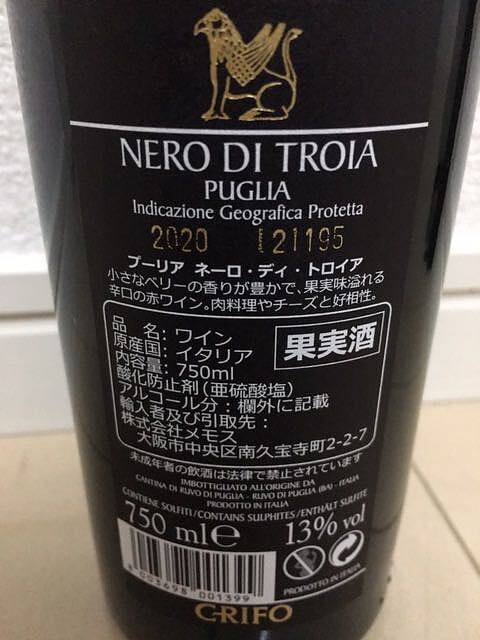 NERO DI TROIA
PUGLIA
Indicazione Geografica Protetta
2020 L21195
プーリア ネーロ・ディ・トロイア
小さなベリーの香りが豊かで、果実味溢れる
辛口の赤ワイン。肉料理やチーズと好相性。
品 名：ワイン
原産国：イタリア
内容量：750ml
果実酒
酸化防止剤（亜硫酸塩）
アルコール分：欄外に記載
輸入者及び引取先：
株式会社メモス
大阪市中央区南久宝寺町2-2-7
未成年者の飲酒は法律で禁止されています
IMBOTTIGLIATO ALL'ORIGINE DA
CANTINA DI RUVO DI PUGLIA - RUVO DI PUGLIA (BA) - ITALIA
PRODOTTO IN ITALIA
CONTIENE SOLFITI/CONTAINS SULPHITES/ENTHÄLT SULFITE
750 ml e 13% vol
8 003498 001399
PRODOTTO IN ITALIA
GRIFO